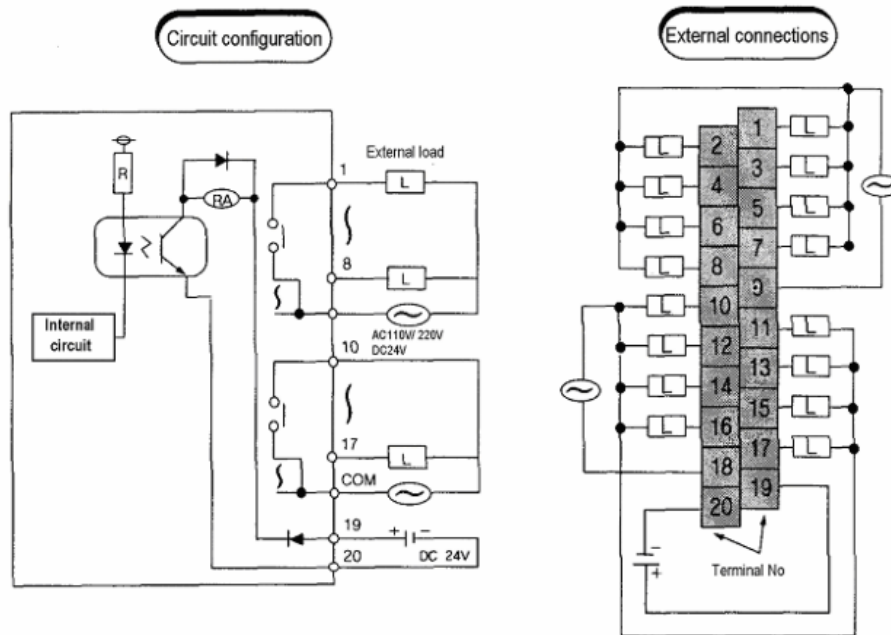 Circuit configuration
External connections
1
External load
L
R
RA
8
L
AC110V/ 220V
DC24V
Internal
circuit
10
17
L
COM
19
+ -
20
DC 24V
1
L
L
2
3
L
L
4
5
L
L
6
7
L
L
8
9
L
10
11
L
L
12
13
L
L
14
15
L
L
16
17
L
18
19
20
-
+
Terminal No